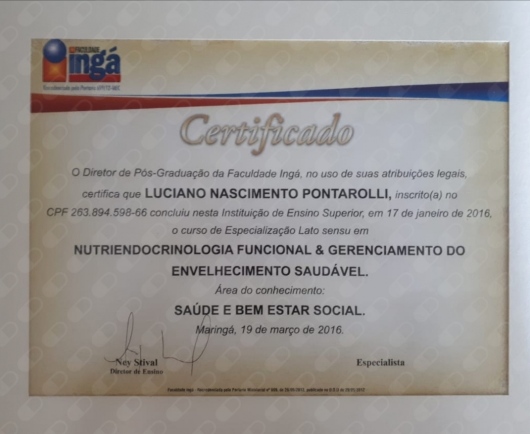 FACULDADE
ingá
Certificado
O Diretor de Pós-Graduação da Faculdade Ingá, no uso de suas atribuições legais,
certifica que LUCIANO NASCIMENTO PONTAROLLI, inscrito(a) no
CPF 263.894.598-66 concluiu nesta Instituição de Ensino Superior, em 17 de janeiro de 2016,
o curso de Especialização Lato sensu em
NUTRIENDOCRINOLOGIA FUNCIONAL & GERENCIAMENTO DO
ENVELHECIMENTO SAUDÁVEL.
Área do conhecimento:
SAÚDE E BEM ESTAR SOCIAL.
Maringá, 19 de março de 2016.
Ney Stival
Diretor de Ensino
Especialista